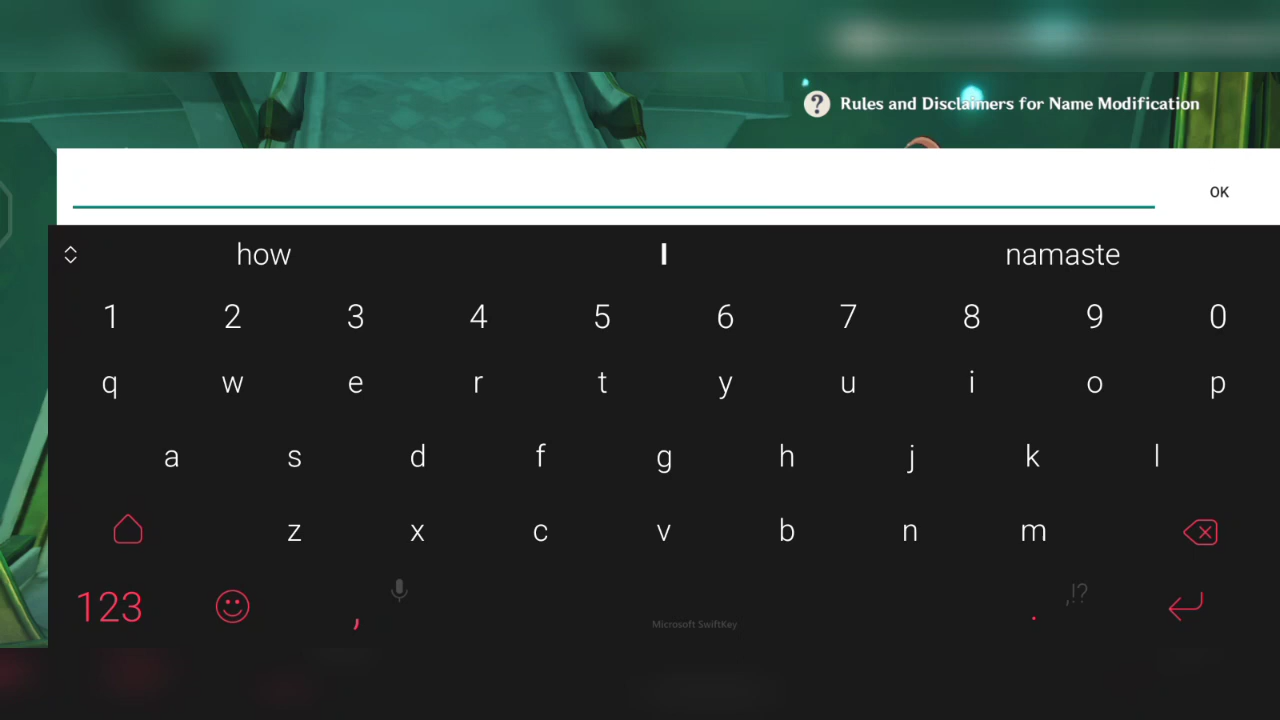 ? Rules and Disclaimers for Name Modification
OK
how I namaste
1 2 3 4 5 6 7 8 9 0
q w e r t y u i o p
a s d f g h j k l
z x c v b n m
123 , Microsoft SwiftKey . ,!?